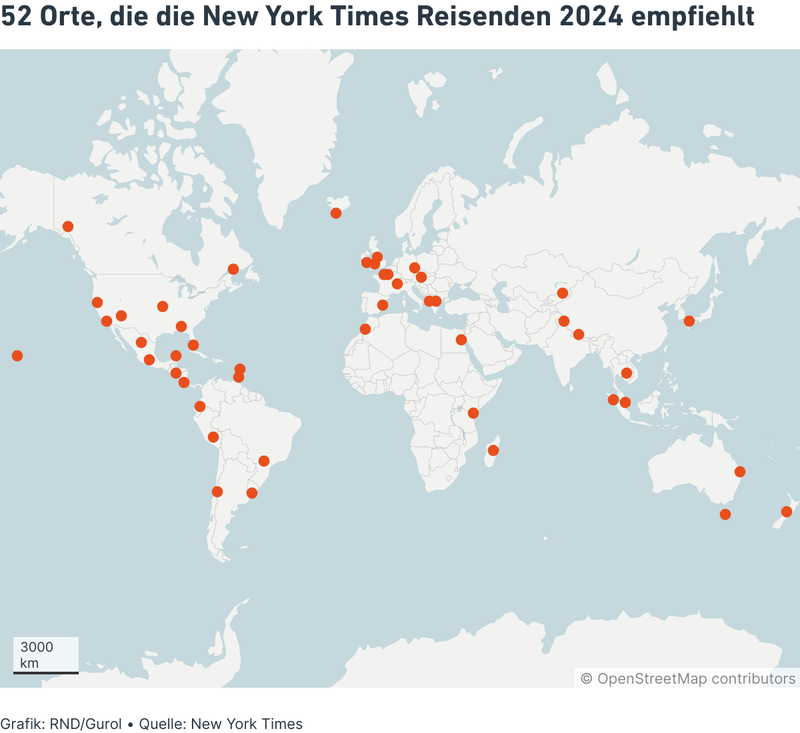 52 Orte, die die New York Times Reisenden 2024 empfiehlt
3000
km
© OpenStreetMap contributors
Grafik: RND/Gurol • Quelle: New York Times